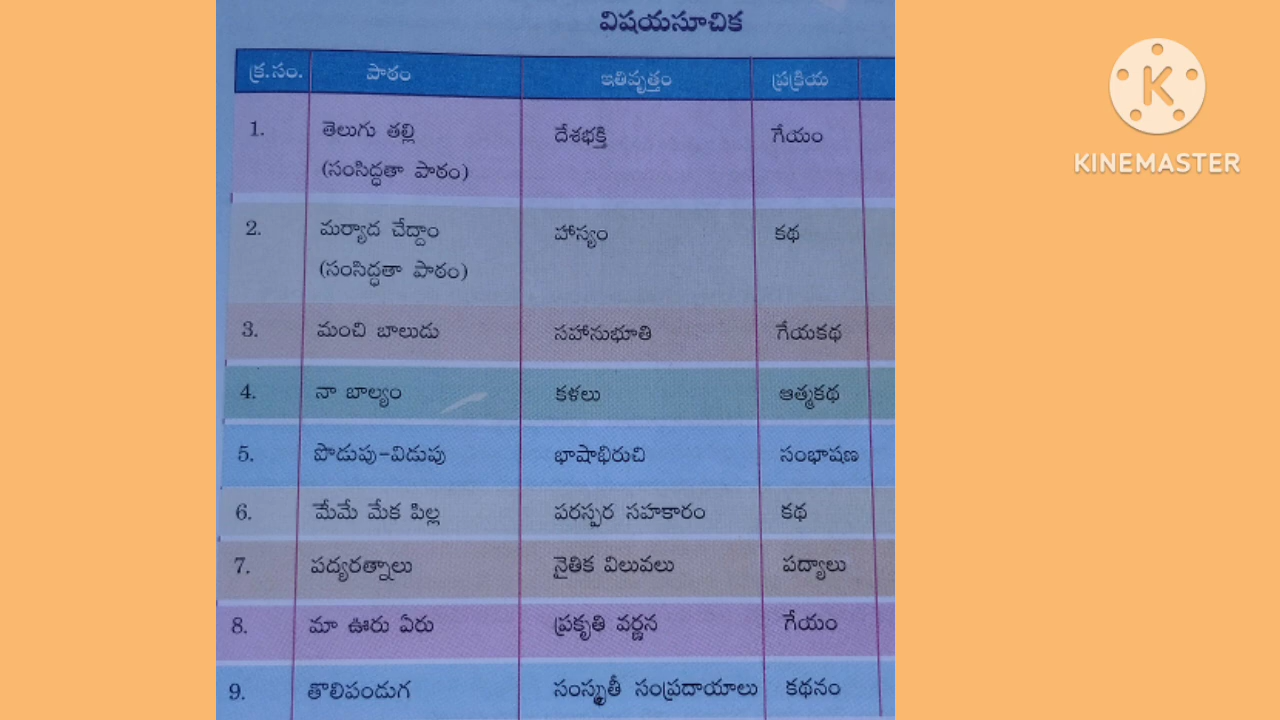 విషయసూచిక
క్ర.సం. పాఠం ఇతివృత్తం ప్రక్రియ
1. తెలుగు తల్లి దేశభక్తి గేయం
(సంసిద్ధతా పాఠం)
2. మర్యాద చేద్దాం హాస్యం కథ
(సంసిద్ధతా పాఠం)
3. మంచి బాలుడు సహానుభూతి గేయకథ
4. నా బాల్యం కళలు ఆత్మకథ
5. పొడుపు-విడుపు భాషాభిరుచి సంభాషణ
6. మేమే మేక పిల్ల పరస్పర సహకారం కథ
7. పద్యరత్నాలు నైతిక విలువలు పద్యాలు
8. మా ఊరు ఏరు ప్రకృతి వర్ణన గేయం
9. తొలిపండుగ సంస్కృతీ సంప్రదాయాలు కథనం
K
KINEMASTER